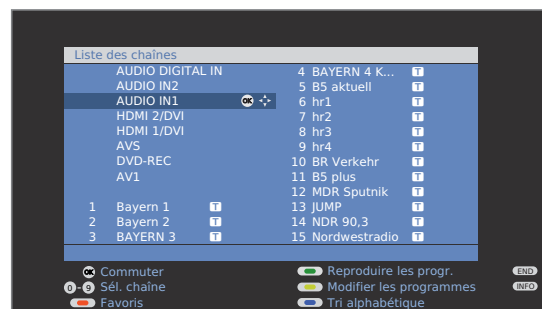 Liste des chaînes
AUDIO DIGITAL IN
AUDIO IN2
AUDIO IN1 OK
HDMI 2/DVI
HDMI 1/DVI
AVS
DVD-REC
AV1
1 Bayern 1 T
2 Bayern 2 T
3 BAYERN 3 T
4 BAYERN 4 K... T
5 B5 aktuell T
6 hr1 T
7 hr2 T
8 hr3 T
9 hr4 T
10 BR Verkehr T
11 B5 plus T
12 MDR Sputnik T
13 JUMP T
14 NDR 90,3 T
15 Nordwestradio T
OK Commuter
0-9 Sél. chaîne
Favoris
Reproduire les progr.
Modifier les programmes
Tri alphabétique
END
INFO